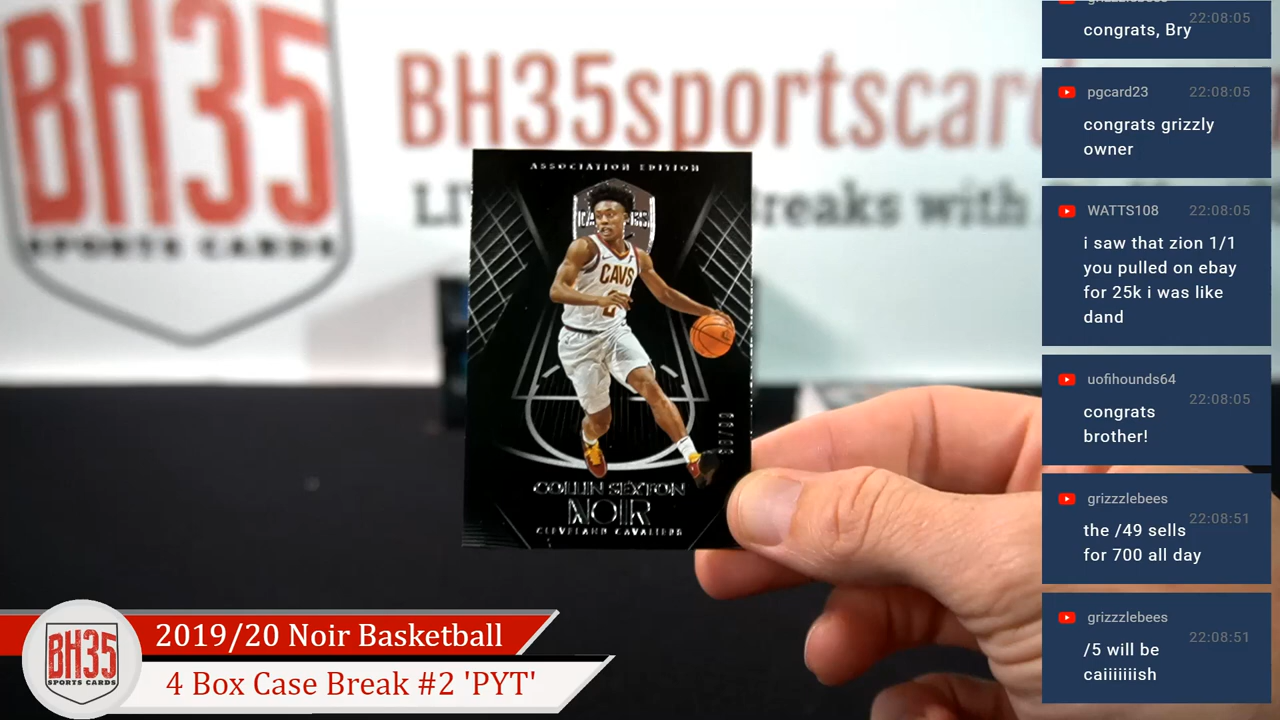 BH35
SPORTS CARDS
BH35sportscar
ASSOCIATION EDITION
CAVS
2
COLLIN SEXTON
NOIR
CLEVELAND CAVALIERS
2019/20 Noir Basketball
4 Box Case Break #2 'PYT'
BH35
SPORTS CARDS
22:08:05
congrats, Bry
pgcard23 22:08:05
congrats grizzly
owner
WATTS108 22:08:05
i saw that zion 1/1
you pulled on ebay
for 25k i was like
dand
uofihounds64
22:08:05
congrats
brother!
grizzzlebees
22:08:51
the /49 sells
for 700 all day
grizzzlebees
22:08:51
/5 will be
caiiiiiish